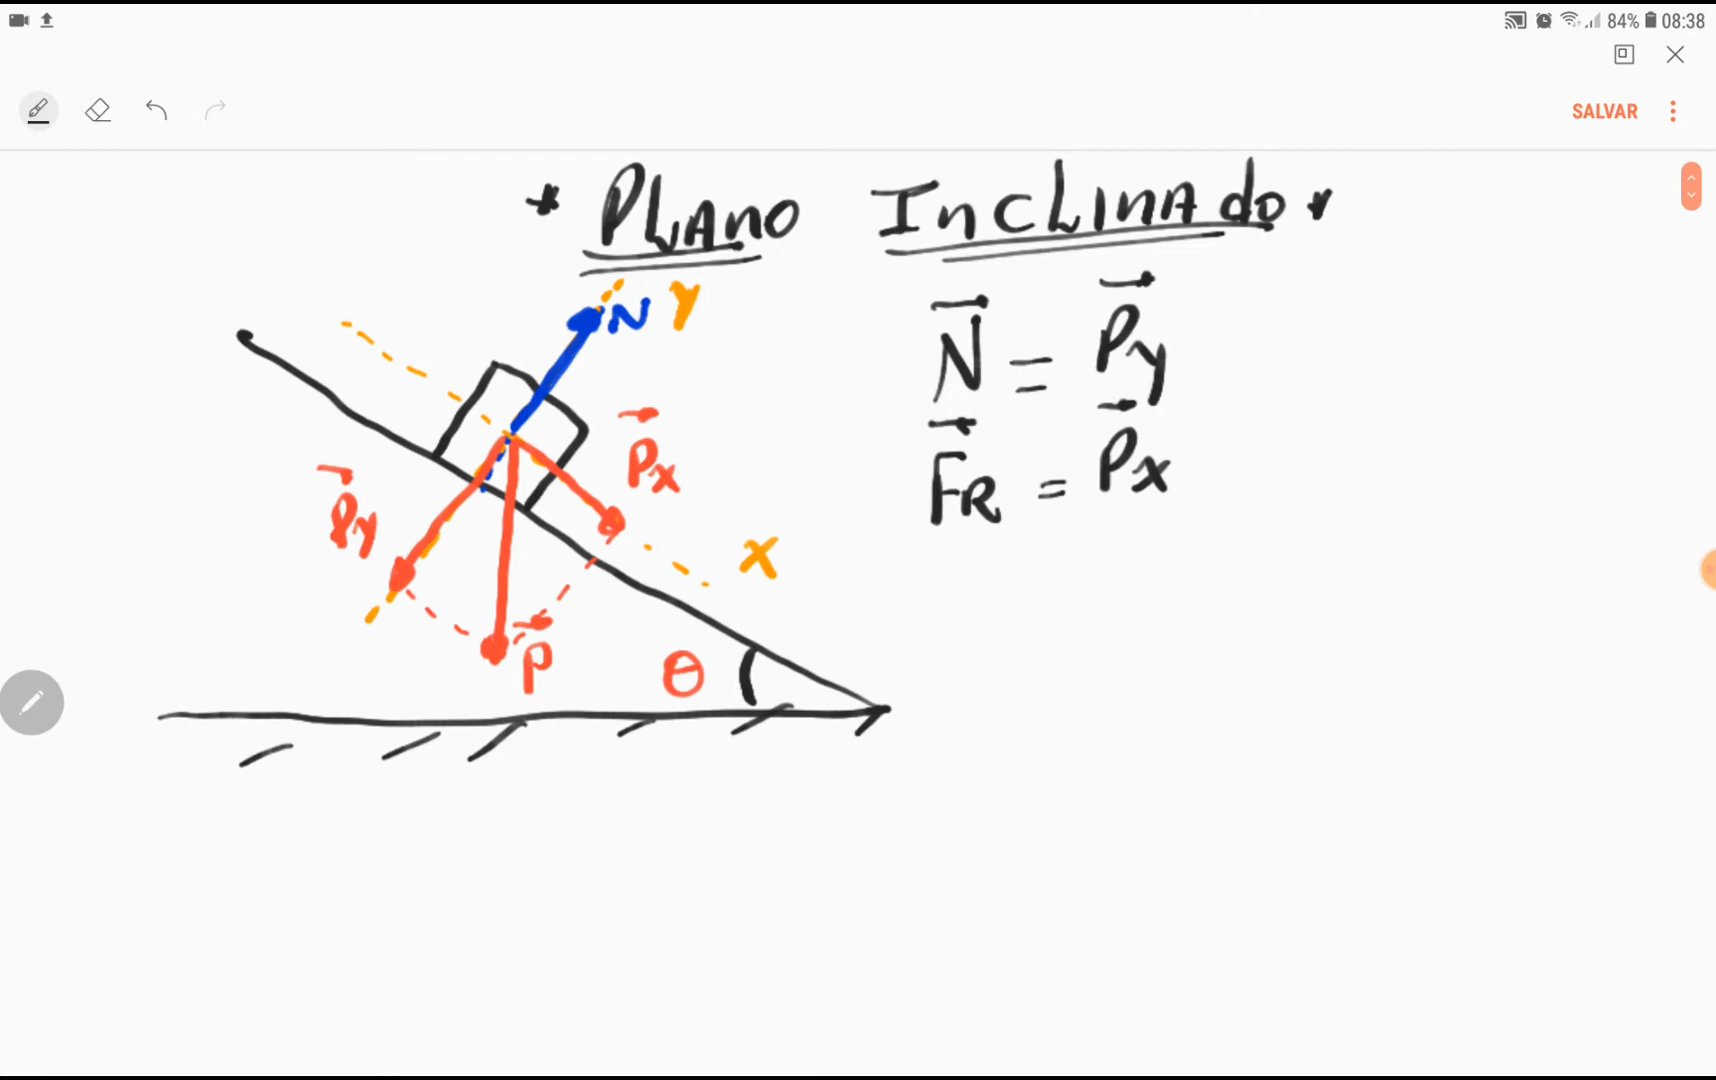 84% 08:38
SALVAR
* PLANO INCLINADO *
N Y
N = Py
FR = Px
Px
Py
X
P
θ